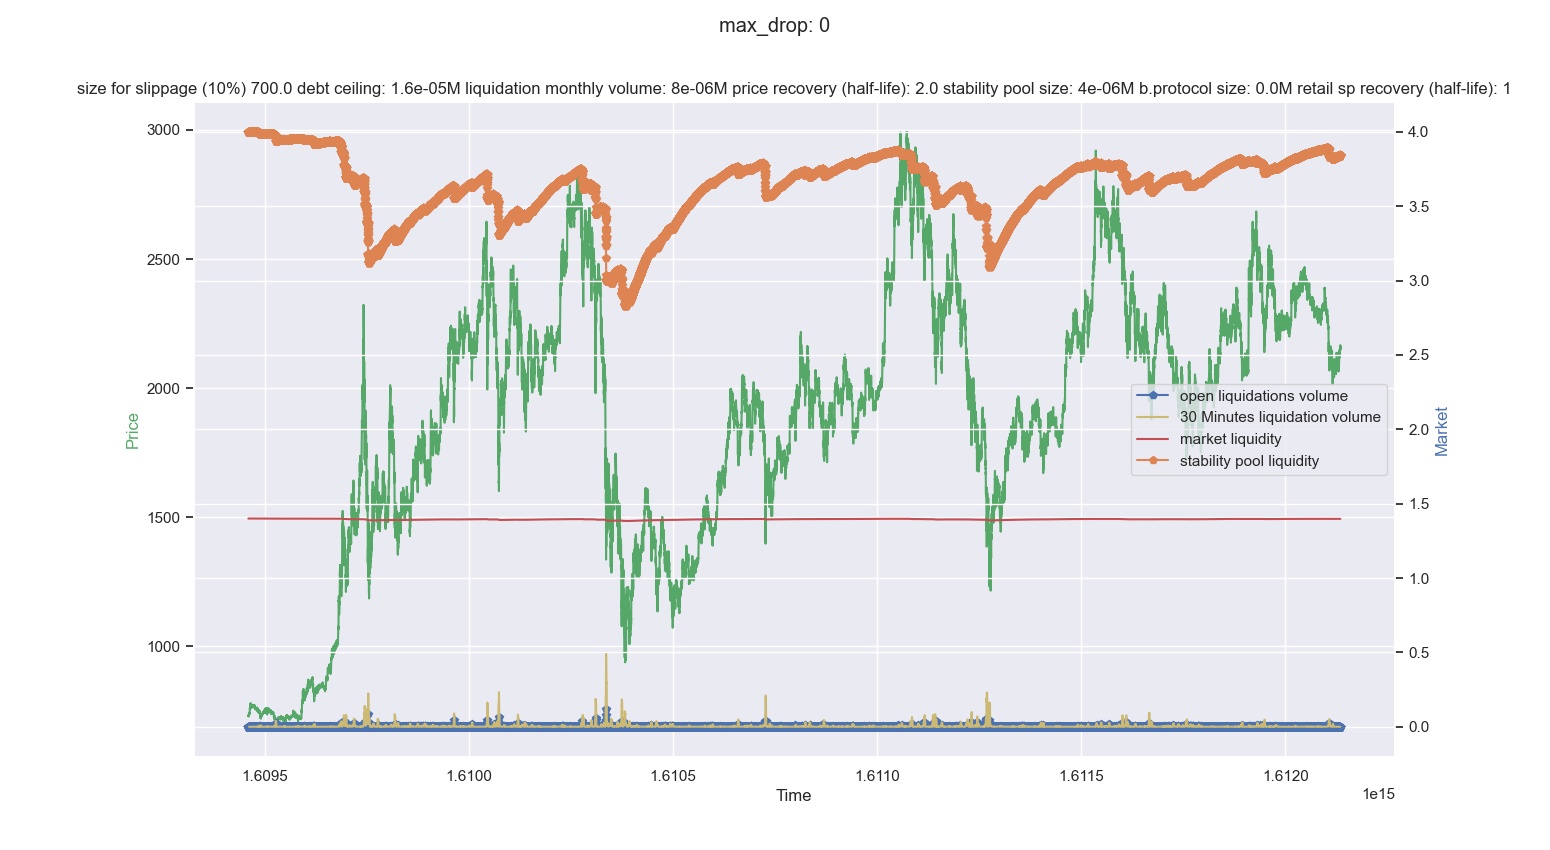 max_drop: 0
size for slippage (10%) 700.0 debt ceiling: 1.6e-05M liquidation monthly volume: 8e-06M price recovery (half-life): 2.0 stability pool size: 4e-06M b.protocol size: 0.0M retail sp recovery (half-life): 1
3000
2500
2000
1500
1000
Price
4.0
3.5
3.0
2.5
2.0
1.5
1.0
0.5
0.0
Market
open liquidations volume
30 Minutes liquidation volume
market liquidity
stability pool liquidity
1.6095
1.6100
1.6105
1.6110
1.6115
1.6120
1e15
Time